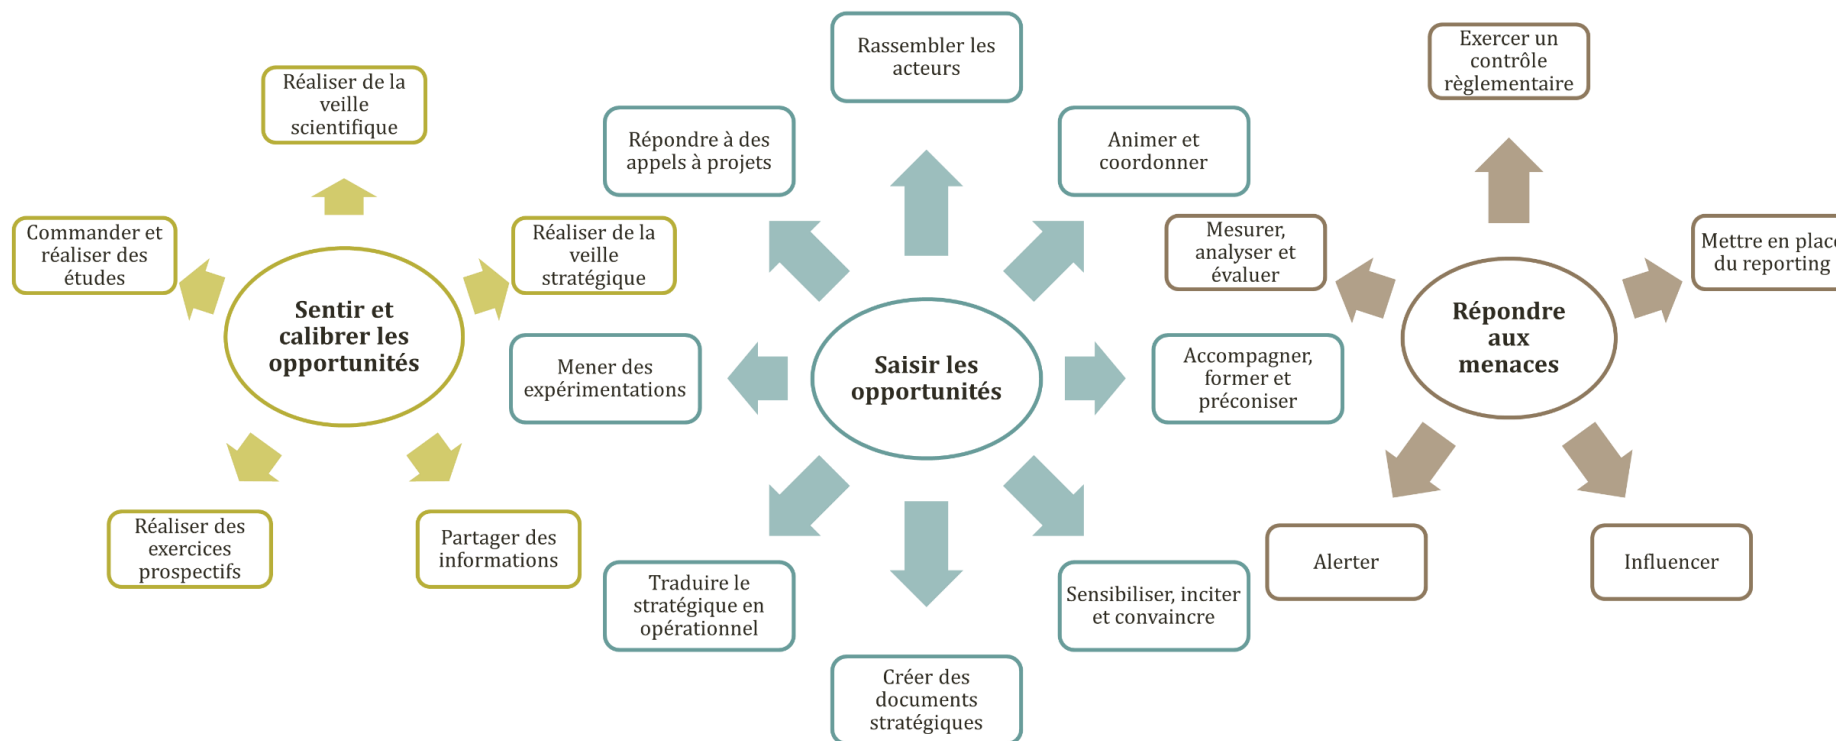 Réaliser de la
veille
scientifique
Commander et
réaliser des
études
Réaliser de la
veille
stratégique
Sentir et
calibrer les
opportunités
Réaliser des
exercices
prospectifs
Partager des
informations
Rassembler les
acteurs
Répondre à des
appels à projets
Animer et
coordonner
Mener des
expérimentations
Saisir les
opportunités
Accompagner,
former et
préconiser
Traduire le
stratégique en
opérationnel
Sensibiliser, inciter
et convaincre
Créer des
documents
stratégiques
Exercer un
contrôle
règlementaire
Mesurer,
analyser et
évaluer
Mettre en place
du reporting
Répondre
aux
menaces
Alerter
Influencer